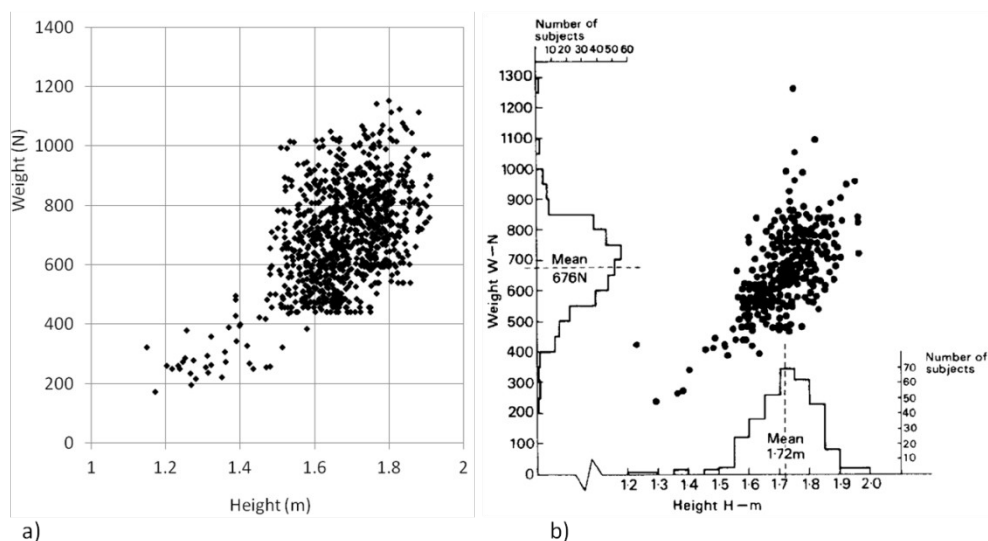 1400
1200
1000
800
600
400
200
0
Weight (N)
1
1.2
1.4
1.6
1.8
2
Height (m)
a)
Number of
subjects
10 20 30 40 50 60
1300
1200
1100
1000
900
800
700
600
500
400
300
200
100
0
Weight W–N
Mean
676N
Number of
subjects
70
60
50
40
30
20
10
Mean
1·72m
1·2 1·3 1·4 1·5 1·6 1·7 1·8 1·9 2·0
Height H–m
b)